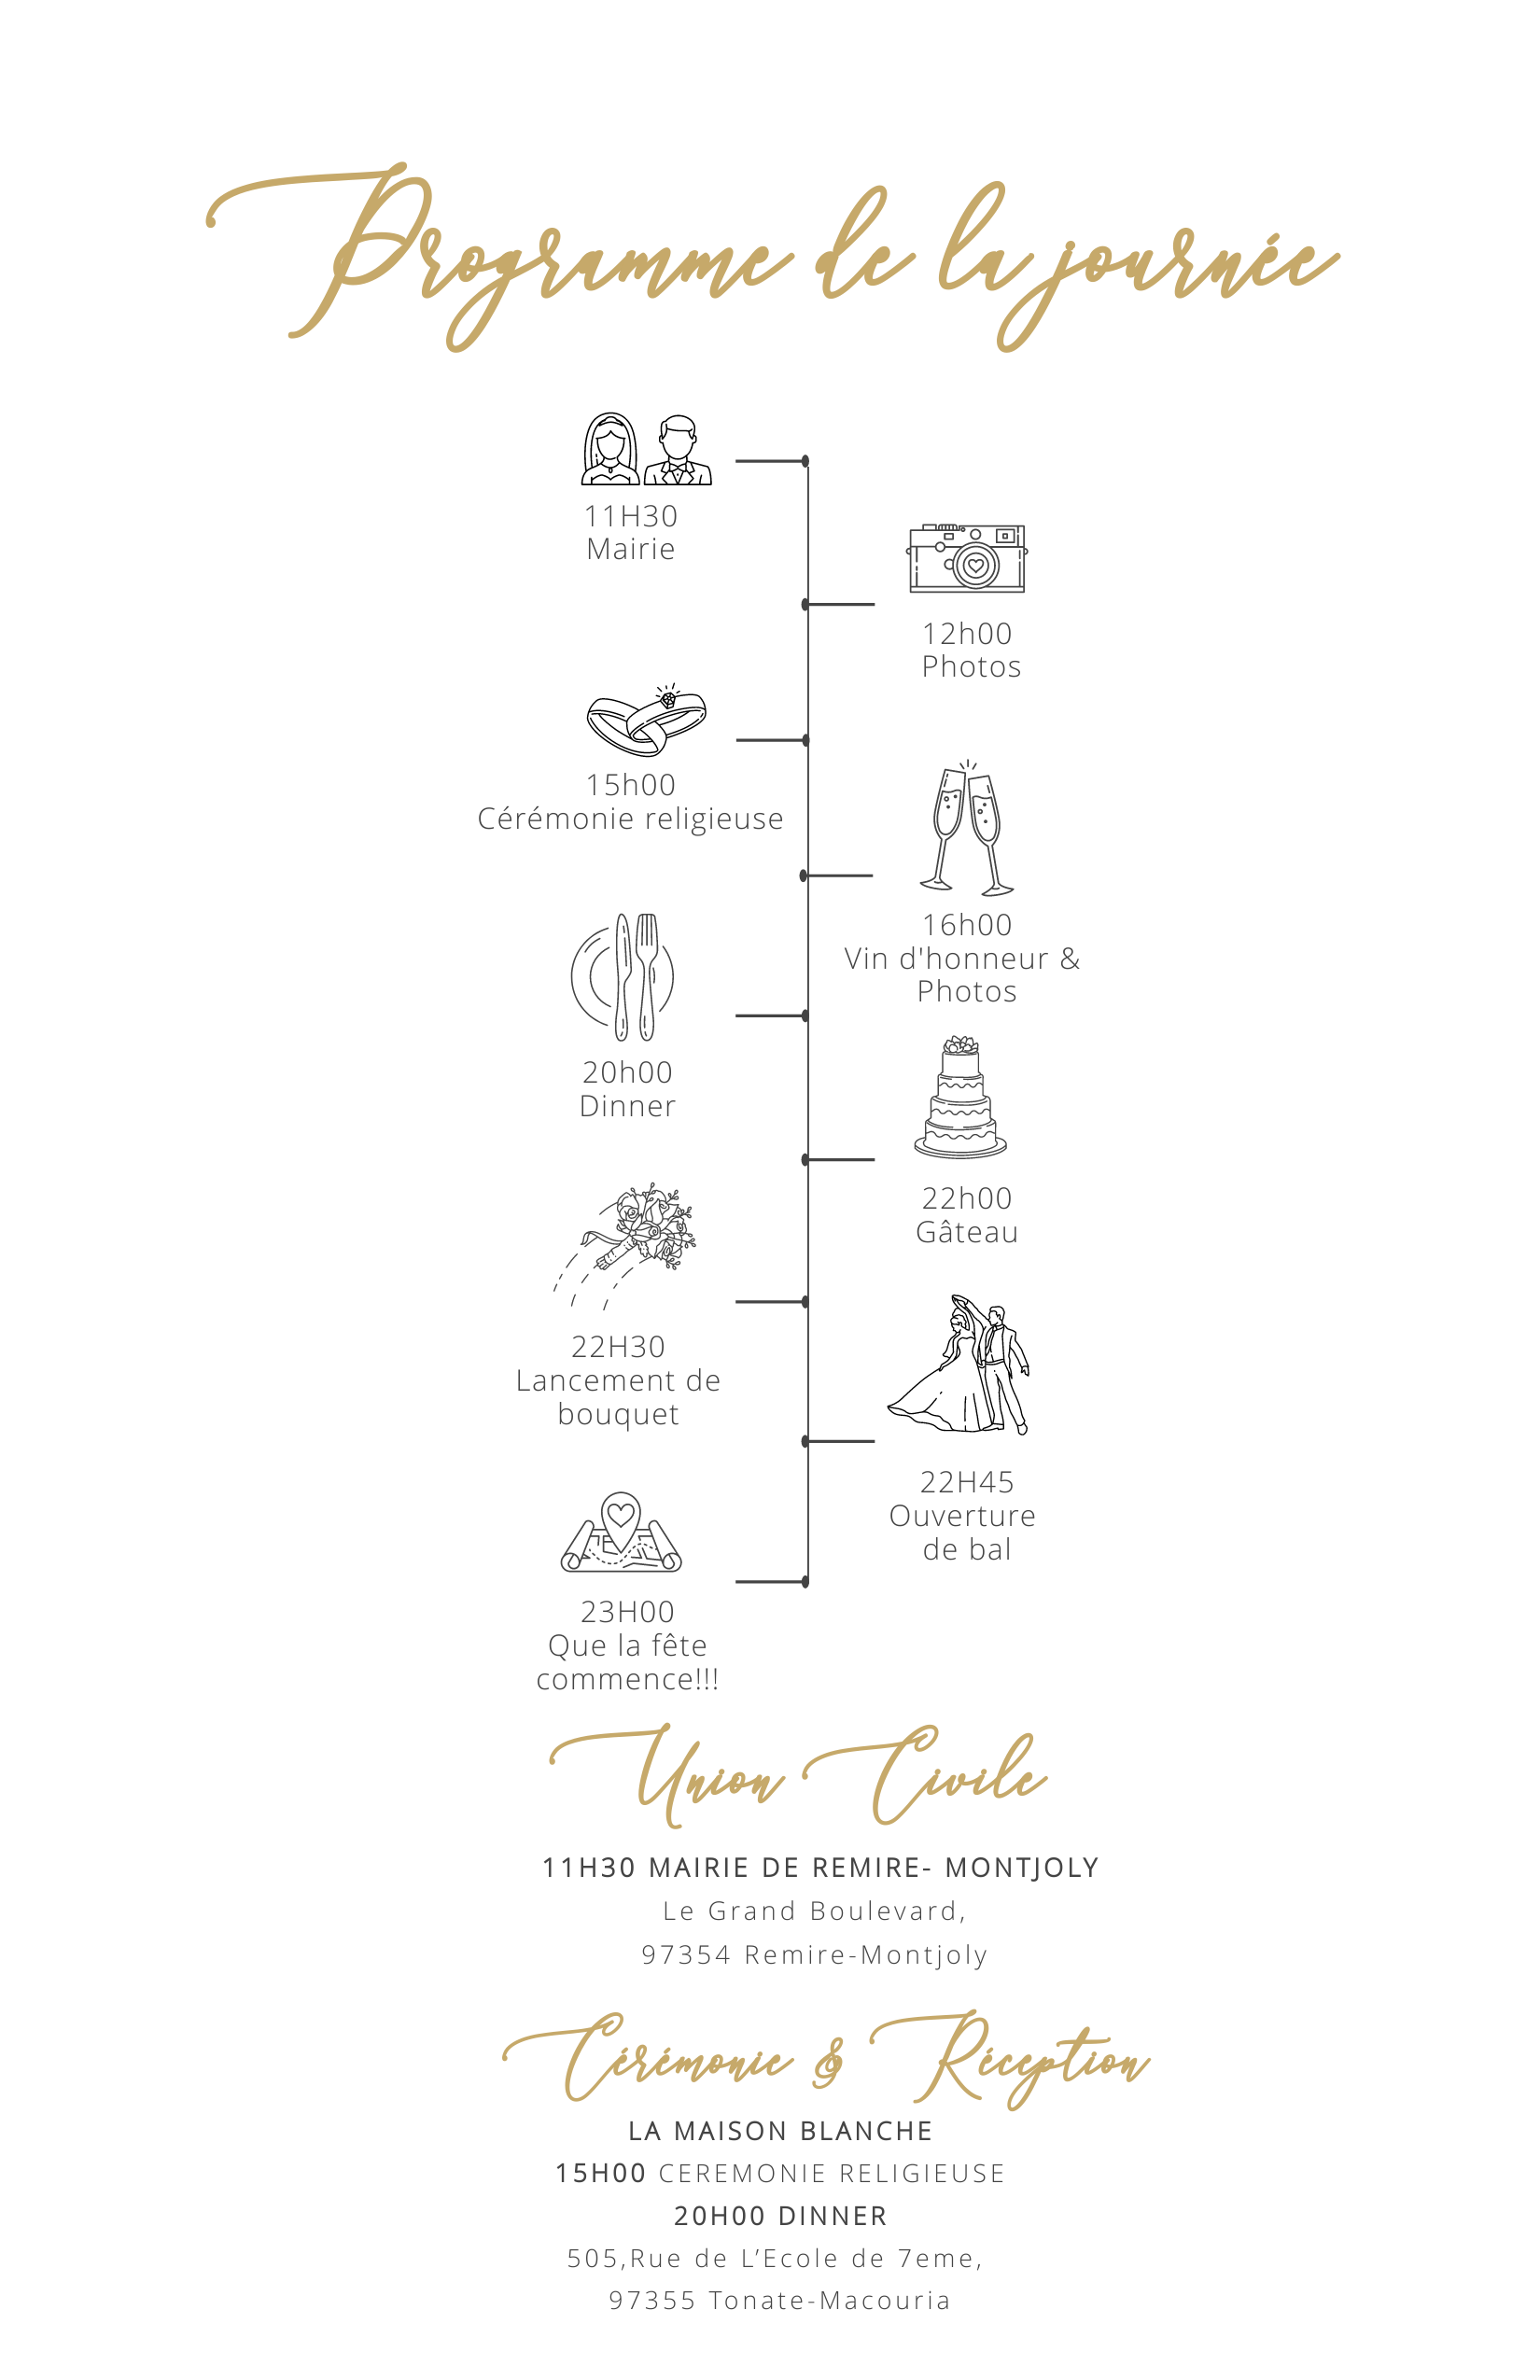 Programme de la journée
11H30
Mairie
12h00
Photos
15h00
Cérémonie religieuse
16h00
Vin d'honneur &
Photos
20h00
Dinner
22h00
Gâteau
22H30
Lancement de
bouquet
22H45
Ouverture
de bal
23H00
Que la fête
commence!!!
Union Civile
11H30 MAIRIE DE REMIRE- MONTJOLY
Le Grand Boulevard,
97354 Remire-Montjoly
Cérémonie & Réception
LA MAISON BLANCHE
15H00 CEREMONIE RELIGIEUSE
20H00 DINNER
505,Rue de L’Ecole de 7eme,
97355 Tonate-Macouria